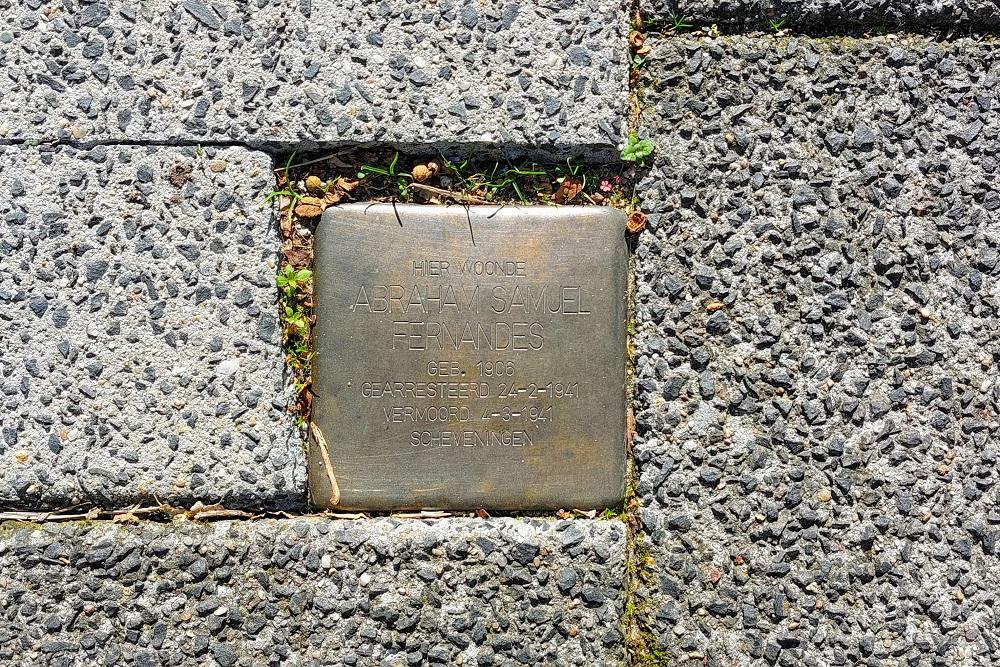 HIER WOONDE
ABRAHAM SAMUEL
FERNANDES
GEB. 1906
GEARRESTEERD 24-2-1941
VERMOORD 4-3-1941
SCHEVENINGEN